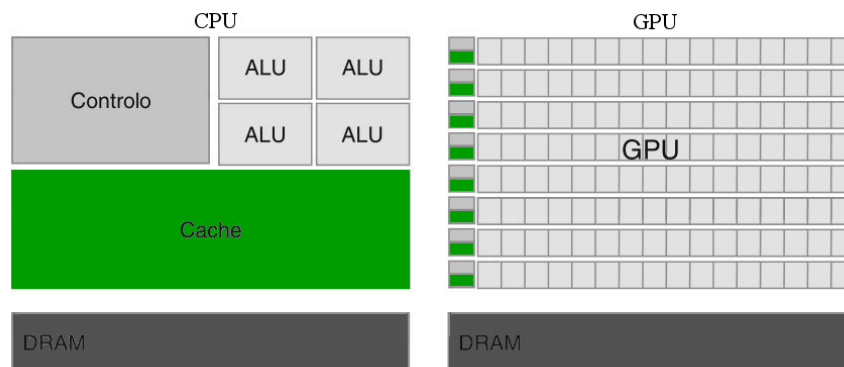 CPU
GPU
Controlo
ALU
ALU
ALU
ALU
Cache
DRAM
GPU
DRAM